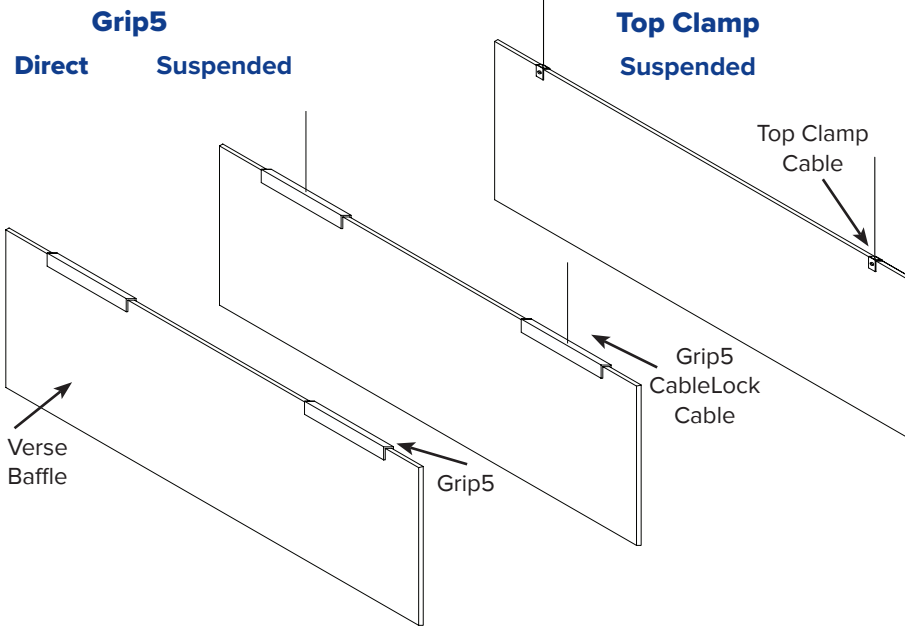 Grip5
Direct
Suspended
Top Clamp
Suspended
Top Clamp
Cable
Grip5
CableLock
Cable
Verse
Baffle
Grip5